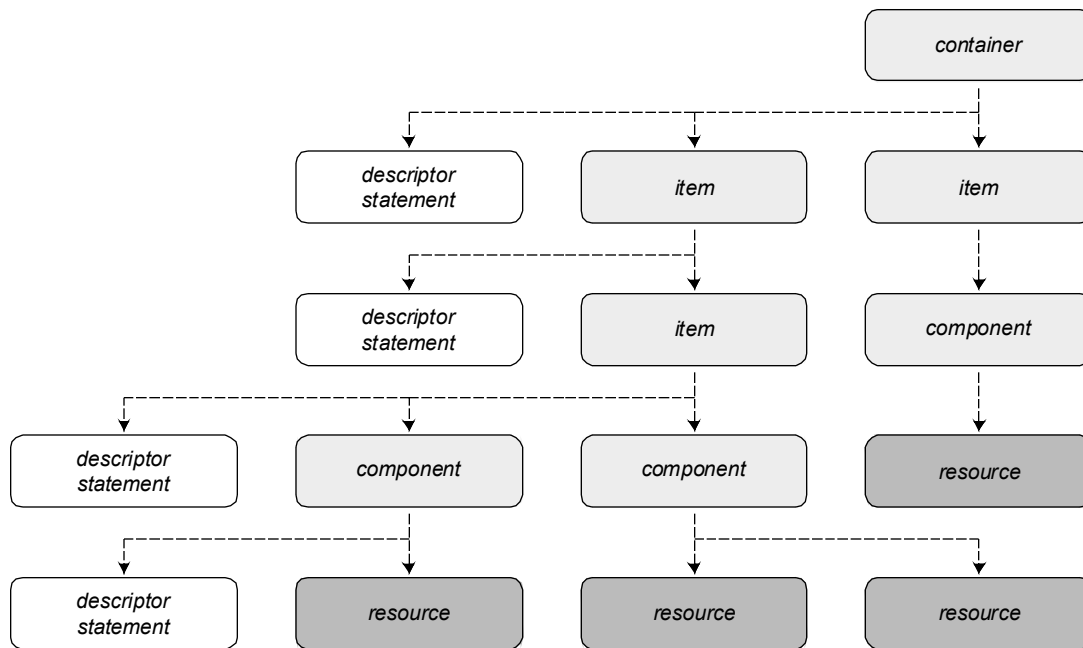 container
descriptor
statement
item
item
descriptor
statement
item
component
descriptor
statement
component
component
resource
descriptor
statement
resource
resource
resource